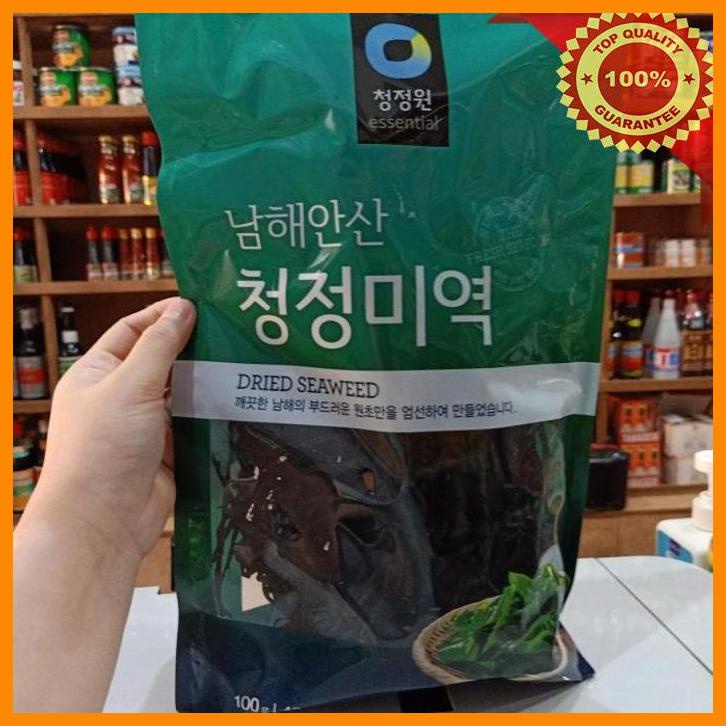 TOP QUALITY
100%
GUARANTEE
청정원
essential
남해안산
청정미역
DRIED SEAWEED
깨끗한 남해의 부드러운 원초만을 엄선하여 만들었습니다.
100g